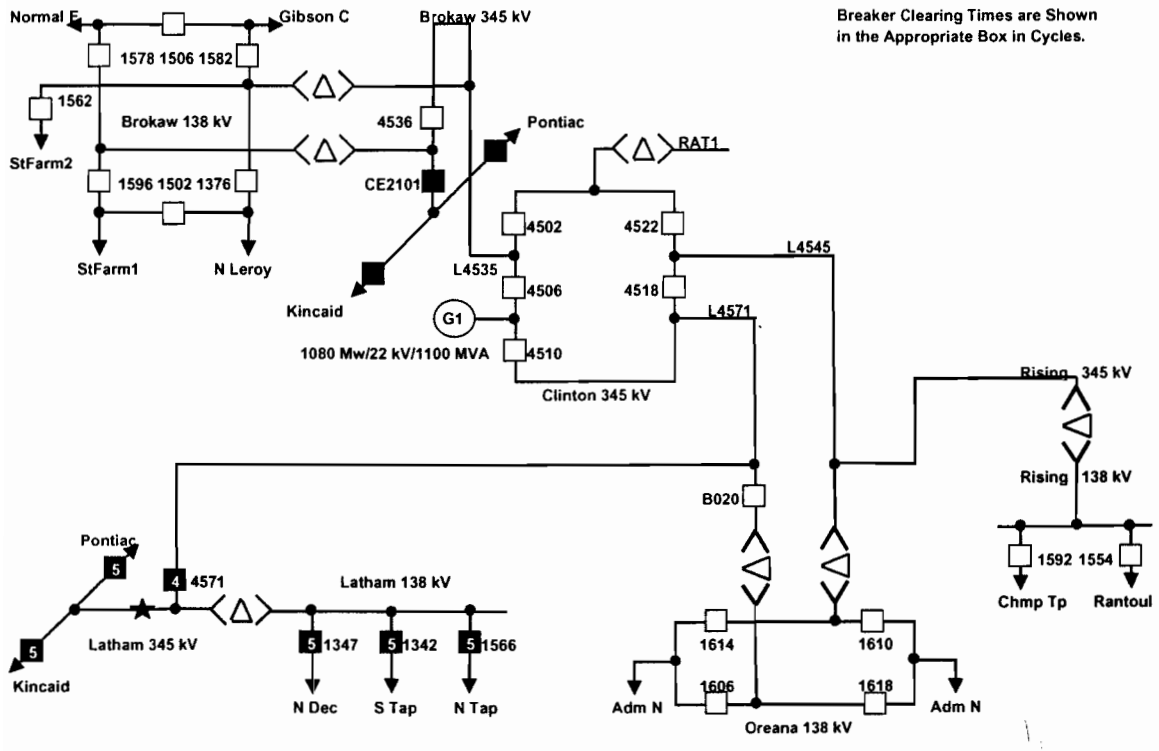 Normal E
Gibson C
Brokaw 345 kV
Breaker Clearing Times are Shown
in the Appropriate Box in Cycles.
1578 1506 1582
1562
Brokaw 138 kV
4536
Pontiac
StFarm2
RAT1
CE2101
1596 1502 1376
4502
4522
StFarm1
N Leroy
L4535
L4545
4506
4518
Kincaid
G1
L4571
1080 Mw/22 kV/1100 MVA
4510
Clinton 345 kV
Rising 345 kV
Rising 138 kV
B020
Pontiac
5
4
4571
Latham 138 kV
1592
1554
Chmp Tp
Rantoul
Latham 345 kV
5
5
1347
5
1342
5
1566
1614
1610
Kincaid
1606
1618
N Dec
S Tap
N Tap
Adm N
Adm N
Oreana 138 kV